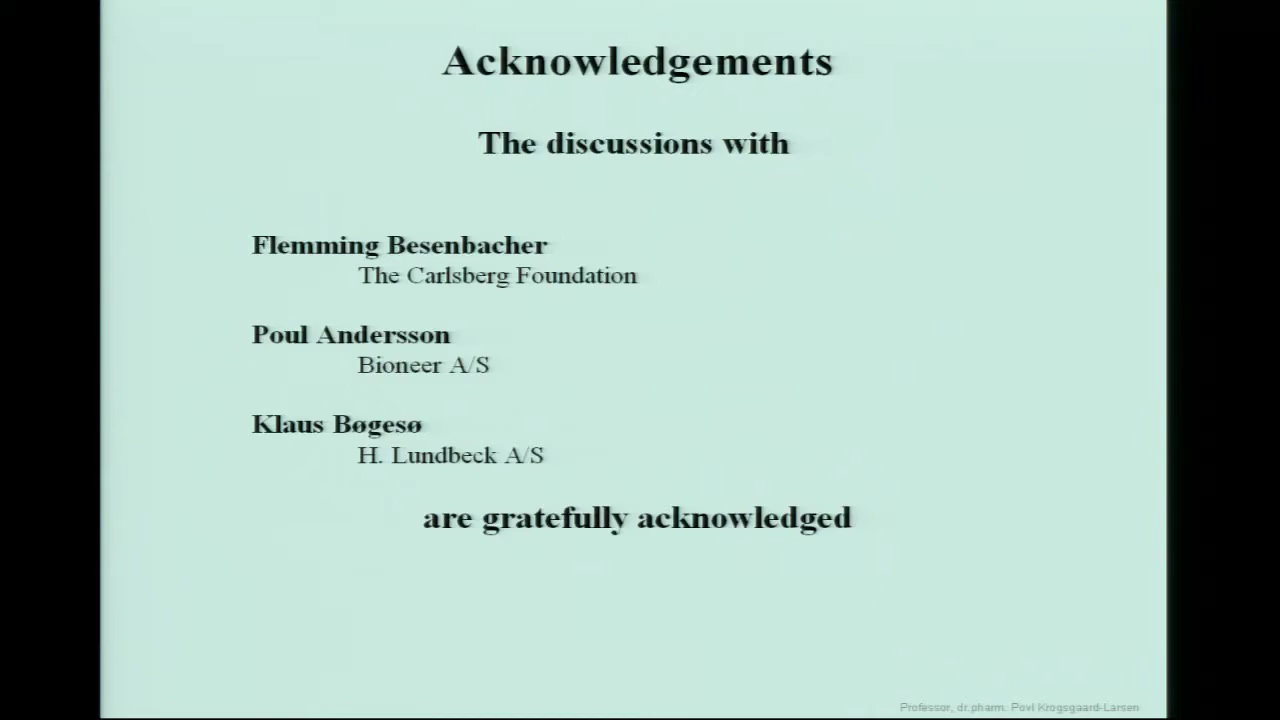 Acknowledgements
The discussions with
Flemming Besenbacher
The Carlsberg Foundation
Poul Andersson
Bioneer A/S
Klaus Bøgesø
H. Lundbeck A/S
are gratefully acknowledged
Professor, dr.pharm. Povl Krogsgaard-Larsen